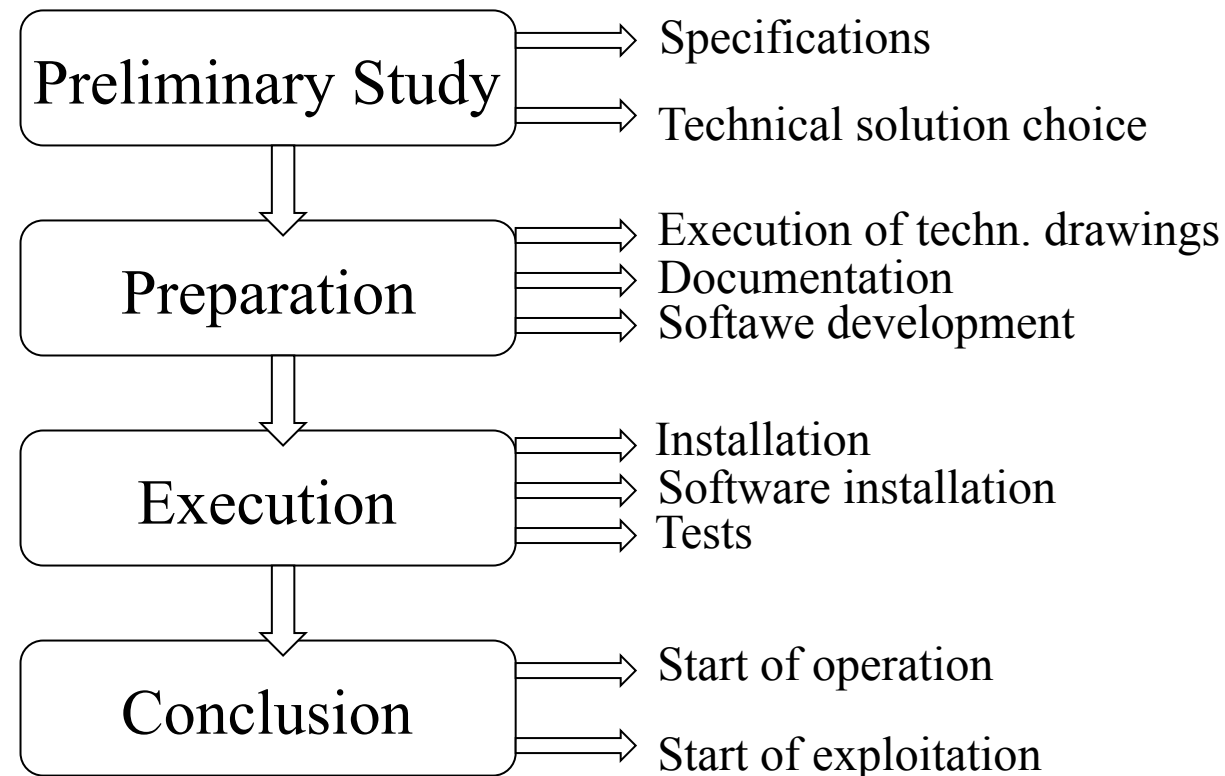 Preliminary Study
Specifications
Technical solution choice
Preparation
Execution of techn. drawings
Documentation
Softawe development
Execution
Installation
Software installation
Tests
Conclusion
Start of operation
Start of exploitation